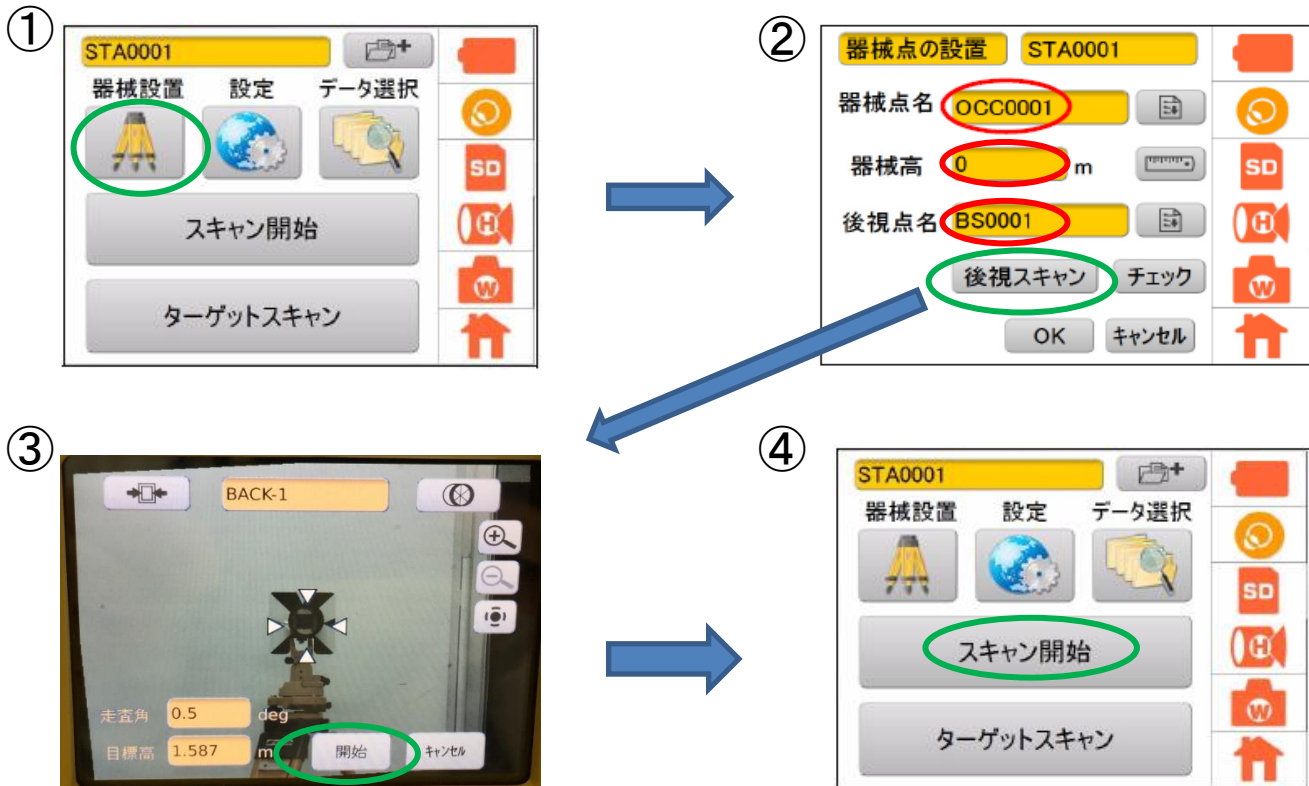 ①
STA0001
器械設置 設定 データ選択
SD
スキャン開始
H
ターゲットスキャン
W
②
器械点の設置 STA0001
器械点名 OCC0001
器械高 0 m
SD
後視点名 BS0001
H
後視スキャン チェック
W
OK キャンセル
③
BACK-1
走査角 0.5 deg
目標高 1.587 m 開始 キャンセル
④
STA0001
器械設置 設定 データ選択
SD
スキャン開始
H
ターゲットスキャン
W